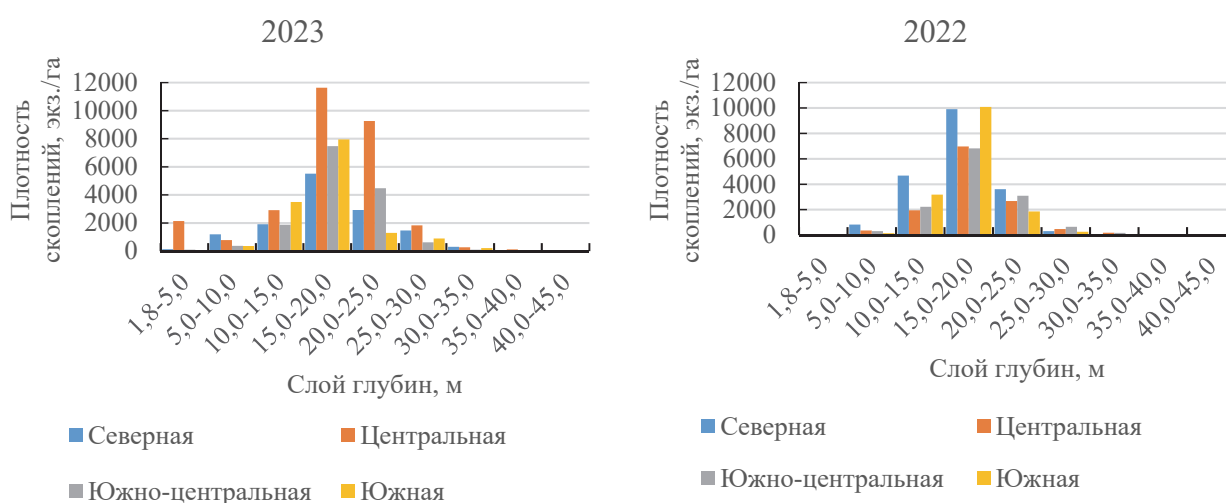 2023
Плотность
скоплений, экз./га
12000
10000
8000
6000
4000
2000
0
1,8-5,0
5,0-10,0
10,0-15,0
15,0-20,0
20,0-25,0
25,0-30,0
30,0-35,0
35,0-40,0
40,0-45,0
Слой глубин, м
Северная
Центральная
Южно-центральная
Южная
2022
Плотность
скоплений, экз./га
12000
10000
8000
6000
4000
2000
0
1,8-5,0
5,0-10,0
10,0-15,0
15,0-20,0
20,0-25,0
25,0-30,0
30,0-35,0
35,0-40,0
40,0-45,0
Слой глубин, м
Северная
Центральная
Южно-центральная
Южная